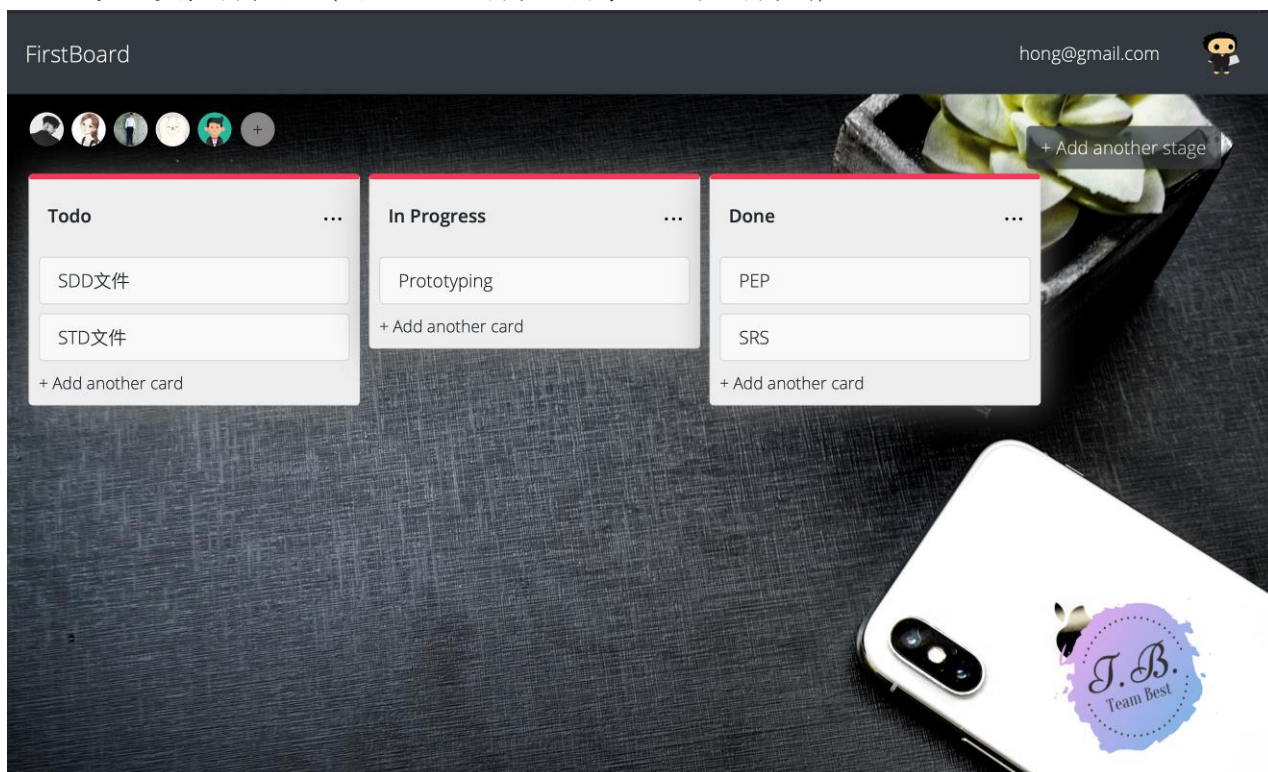 FirstBoard
hong@gmail.com
+
+ Add another stage
Todo ...
In Progress ...
Done ...
SDD文件
Prototyping
PEP
STD文件
+ Add another card
SRS
+ Add another card
+ Add another card
T.B.
Team Best